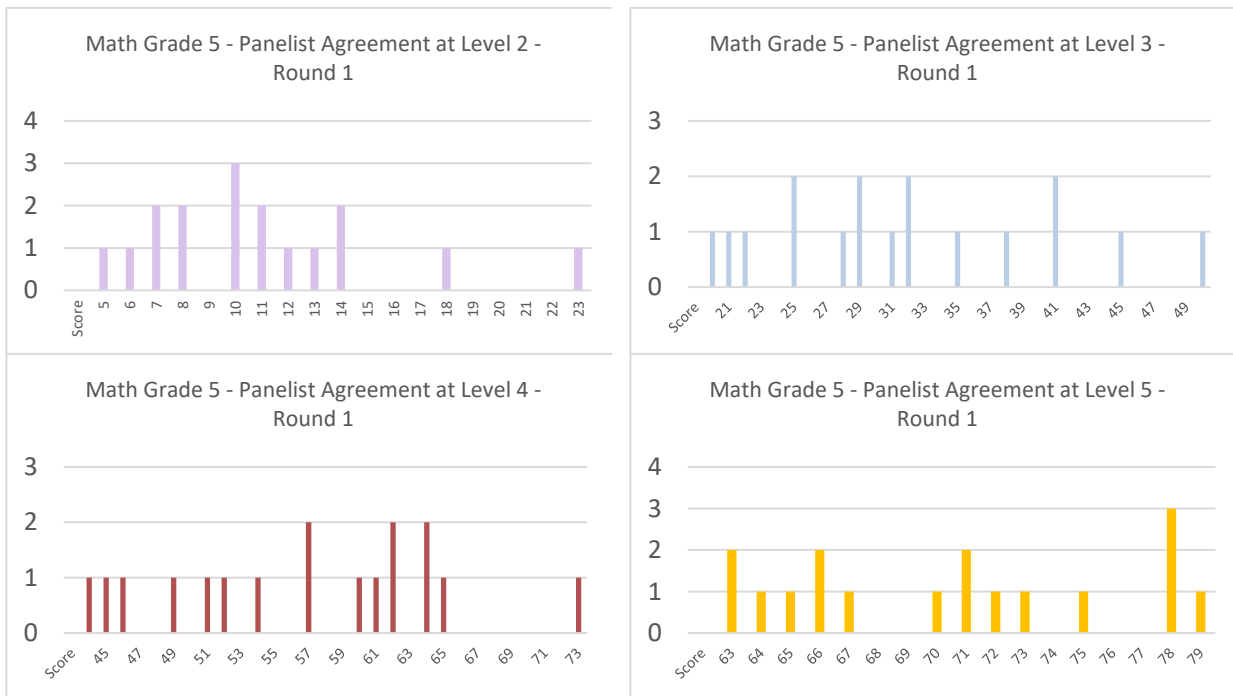 Math Grade 5 - Panelist Agreement at Level 2 -
Round 1
4
3
2
1
0
Score 5 6 7 8 9 10 11 12 13 14 15 16 17 18 19 20 21 22 23
Math Grade 5 - Panelist Agreement at Level 3 -
Round 1
3
2
1
0
Score 21 23 25 27 29 31 33 35 37 39 41 43 45 47 49
Math Grade 5 - Panelist Agreement at Level 4 -
Round 1
3
2
1
0
Score 45 47 49 51 53 55 57 59 61 63 65 67 69 71 73
Math Grade 5 - Panelist Agreement at Level 5 -
Round 1
4
3
2
1
0
Score 63 64 65 66 67 68 69 70 71 72 73 74 75 76 77 78 79